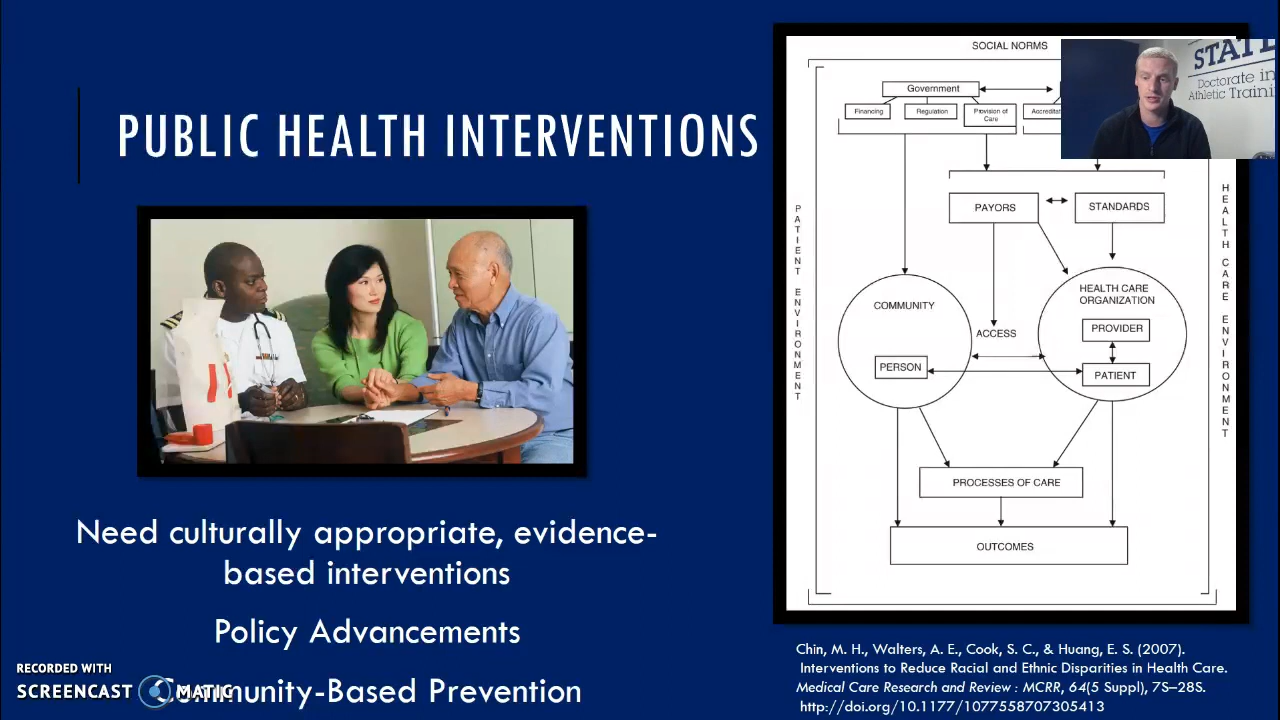 PUBLIC HEALTH INTERVENTIONS
Need culturally appropriate, evidence-
based interventions
Policy Advancements
Community-Based Prevention
RECORDED WITH
SCREENCAST MATIC
SOCIAL NORMS
Government
Financing
Regulation
Provision of
Care
PAYORS
STANDARDS
PATIENT ENVIRONMENT
HEALTH CARE ENVIRONMENT
COMMUNITY
PERSON
ACCESS
HEALTH CARE
ORGANIZATION
PROVIDER
PATIENT
PROCESSES OF CARE
OUTCOMES
Doctorate in
Athletic
Chin, M. H., Walters, A. E., Cook, S. C., & Huang, E. S. (2007).
Interventions to Reduce Racial and Ethnic Disparities in Health Care.
Medical Care Research and Review : MCRR, 64(5 Suppl), 7S–28S.
http://doi.org/10.1177/1077558707305413